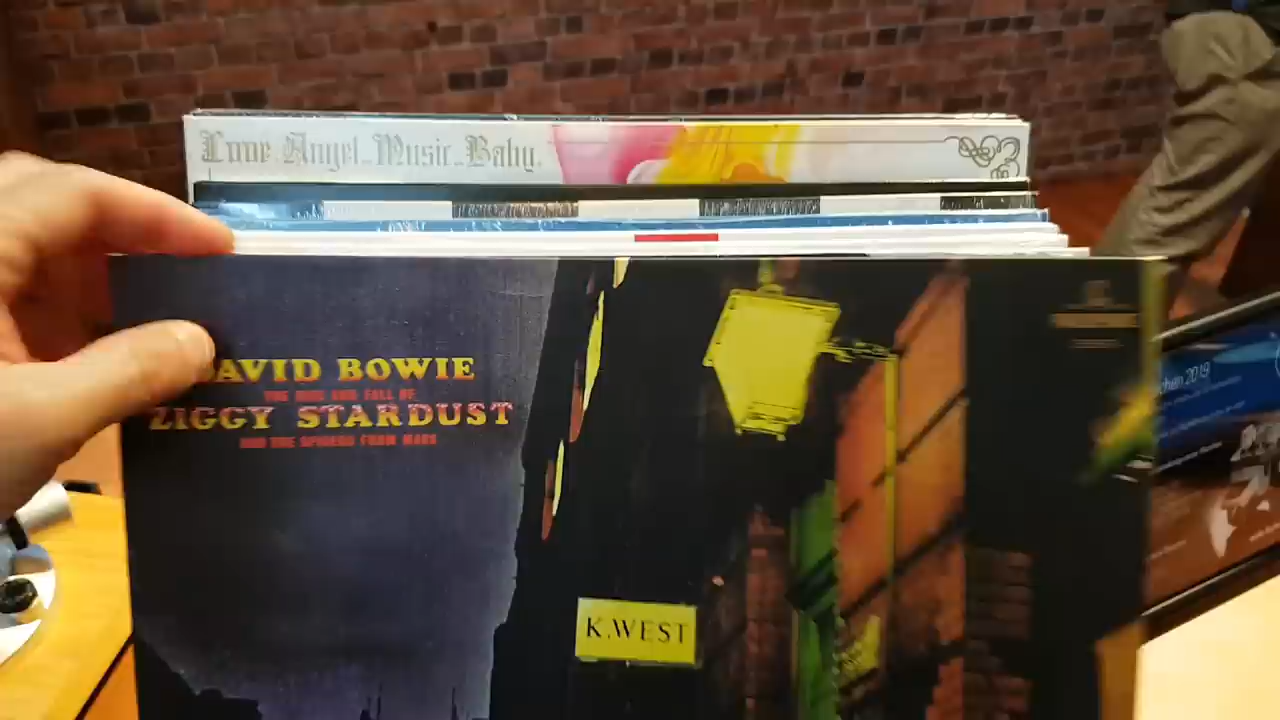 Love.Angel.Music.Baby.
DAVID BOWIE
THE RISE AND FALL OF
ZIGGY STARDUST
AND THE SPIDERS FROM MARS
K.WEST
2019